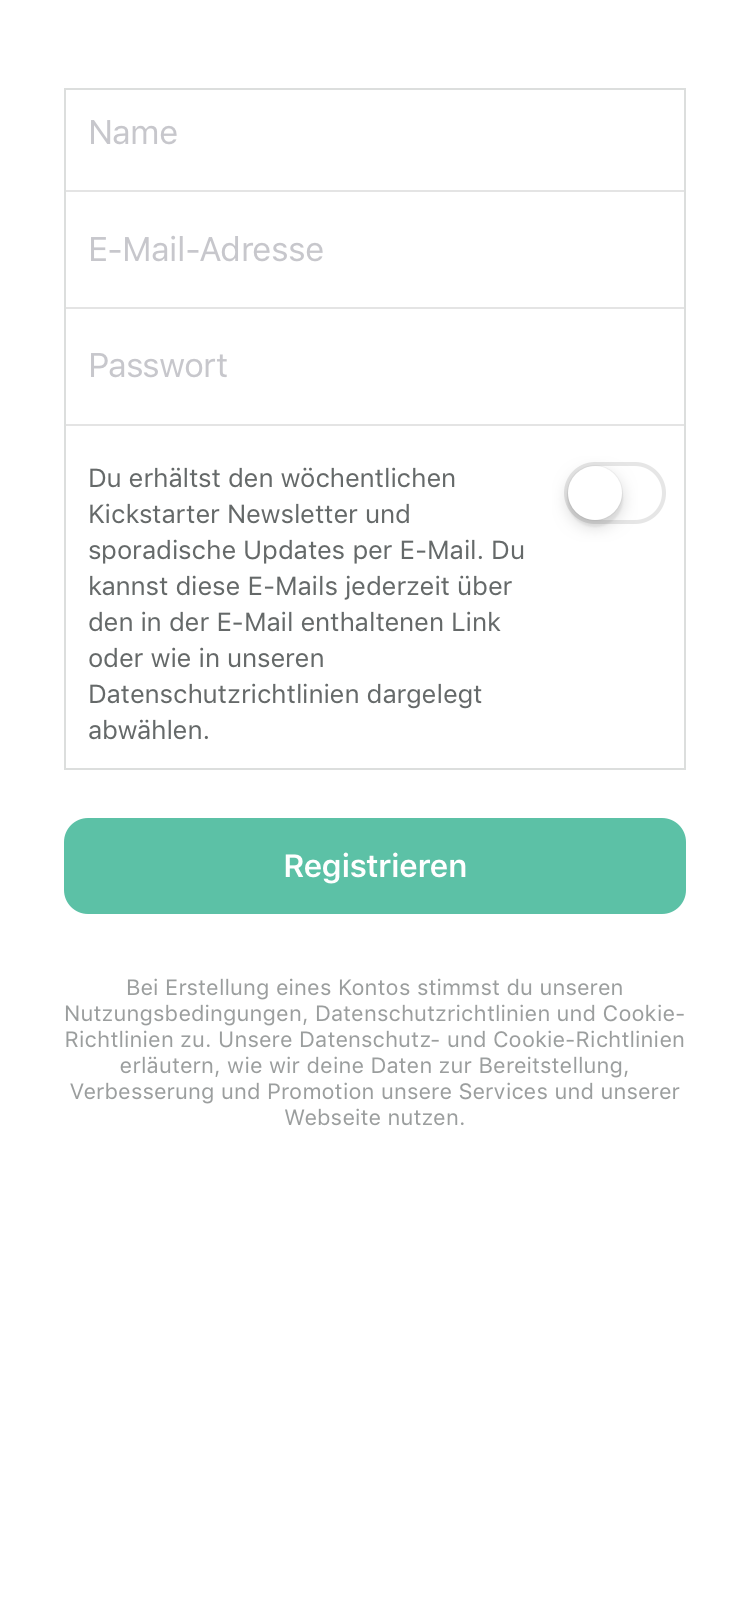 Name
E-Mail-Adresse
Passwort
Du erhältst den wöchentlichen
Kickstarter Newsletter und
sporadische Updates per E-Mail. Du
kannst diese E-Mails jederzeit über
den in der E-Mail enthaltenen Link
oder wie in unseren
Datenschutzrichtlinien dargelegt
abwählen.
Registrieren
Bei Erstellung eines Kontos stimmst du unseren
Nutzungsbedingungen, Datenschutzrichtlinien und Cookie-
Richtlinien zu. Unsere Datenschutz- und Cookie-Richtlinien
erläutern, wie wir deine Daten zur Bereitstellung,
Verbesserung und Promotion unsere Services und unserer
Webseite nutzen.